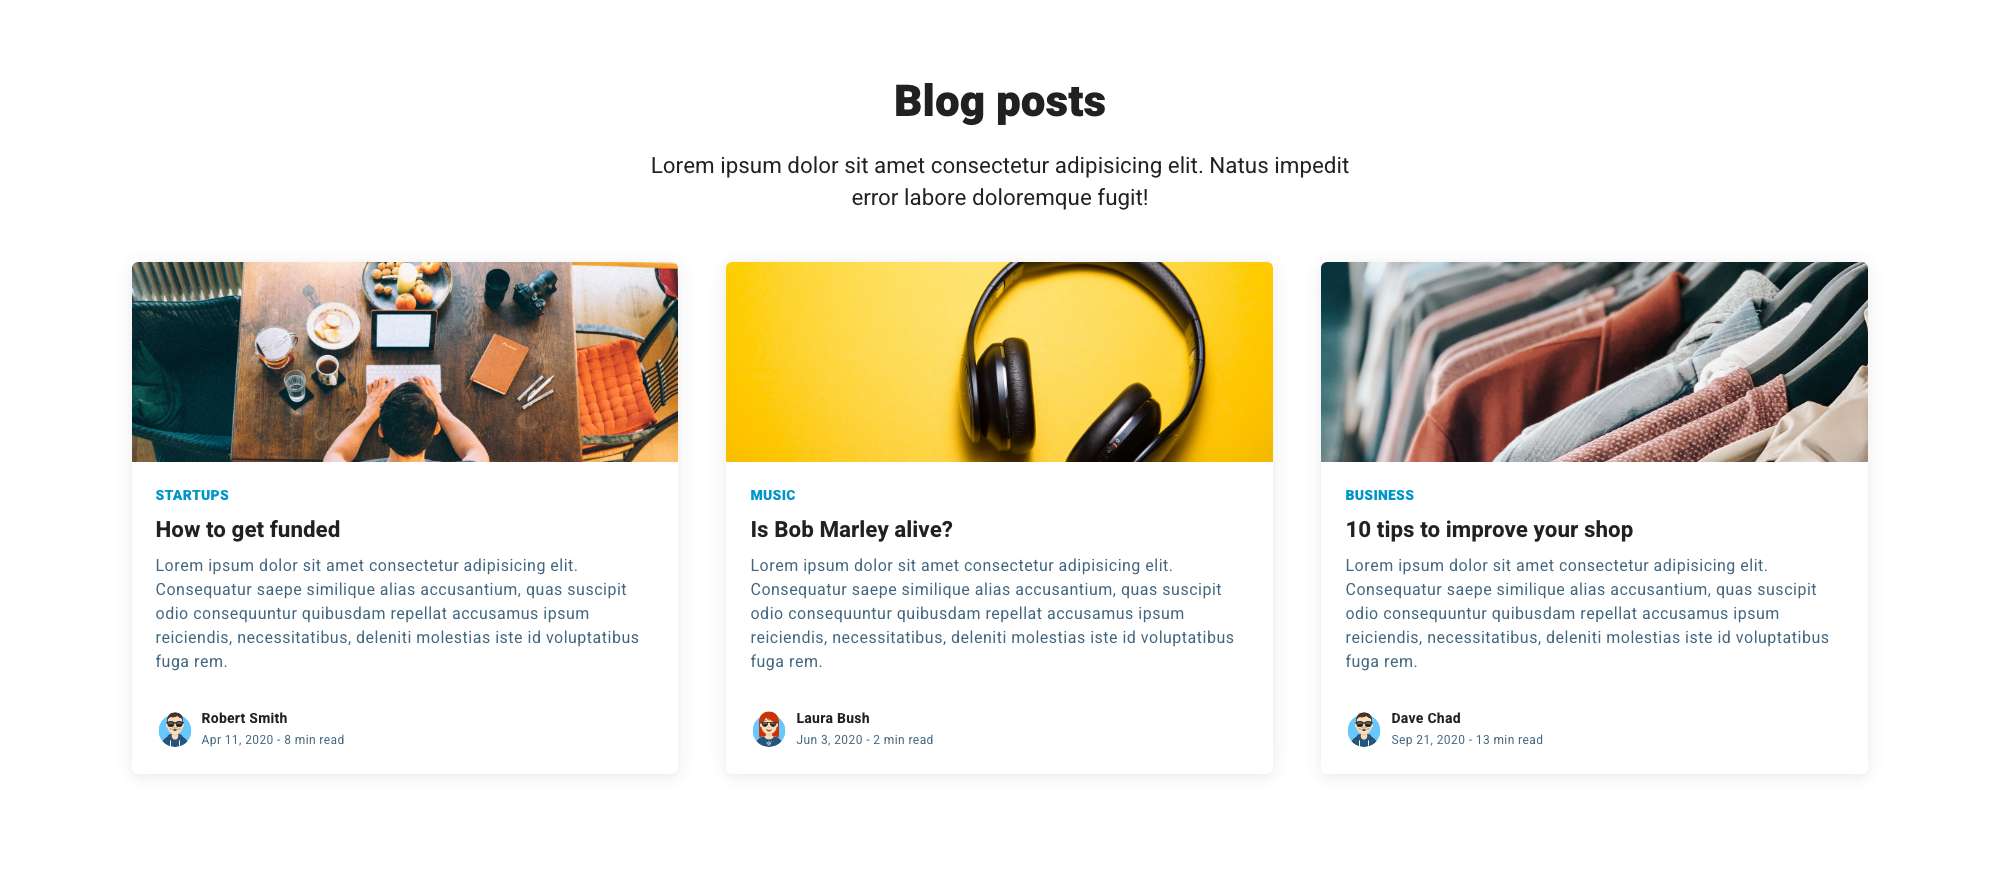 Blog posts
Lorem ipsum dolor sit amet consectetur adipisicing elit. Natus impedit
error labore doloremque fugit!
STARTUPS
How to get funded
Lorem ipsum dolor sit amet consectetur adipisicing elit.
Consequatur saepe similique alias accusantium, quas suscipit
odio consequuntur quibusdam repellat accusamus ipsum
reiciendis, necessitatibus, deleniti molestias iste id voluptatibus
fuga rem.
Robert Smith
Apr 11, 2020 - 8 min read
MUSIC
Is Bob Marley alive?
Lorem ipsum dolor sit amet consectetur adipisicing elit.
Consequatur saepe similique alias accusantium, quas suscipit
odio consequuntur quibusdam repellat accusamus ipsum
reiciendis, necessitatibus, deleniti molestias iste id voluptatibus
fuga rem.
Laura Bush
Jun 3, 2020 - 2 min read
BUSINESS
10 tips to improve your shop
Lorem ipsum dolor sit amet consectetur adipisicing elit.
Consequatur saepe similique alias accusantium, quas suscipit
odio consequuntur quibusdam repellat accusamus ipsum
reiciendis, necessitatibus, deleniti molestias iste id voluptatibus
fuga rem.
Dave Chad
Sep 21, 2020 - 13 min read